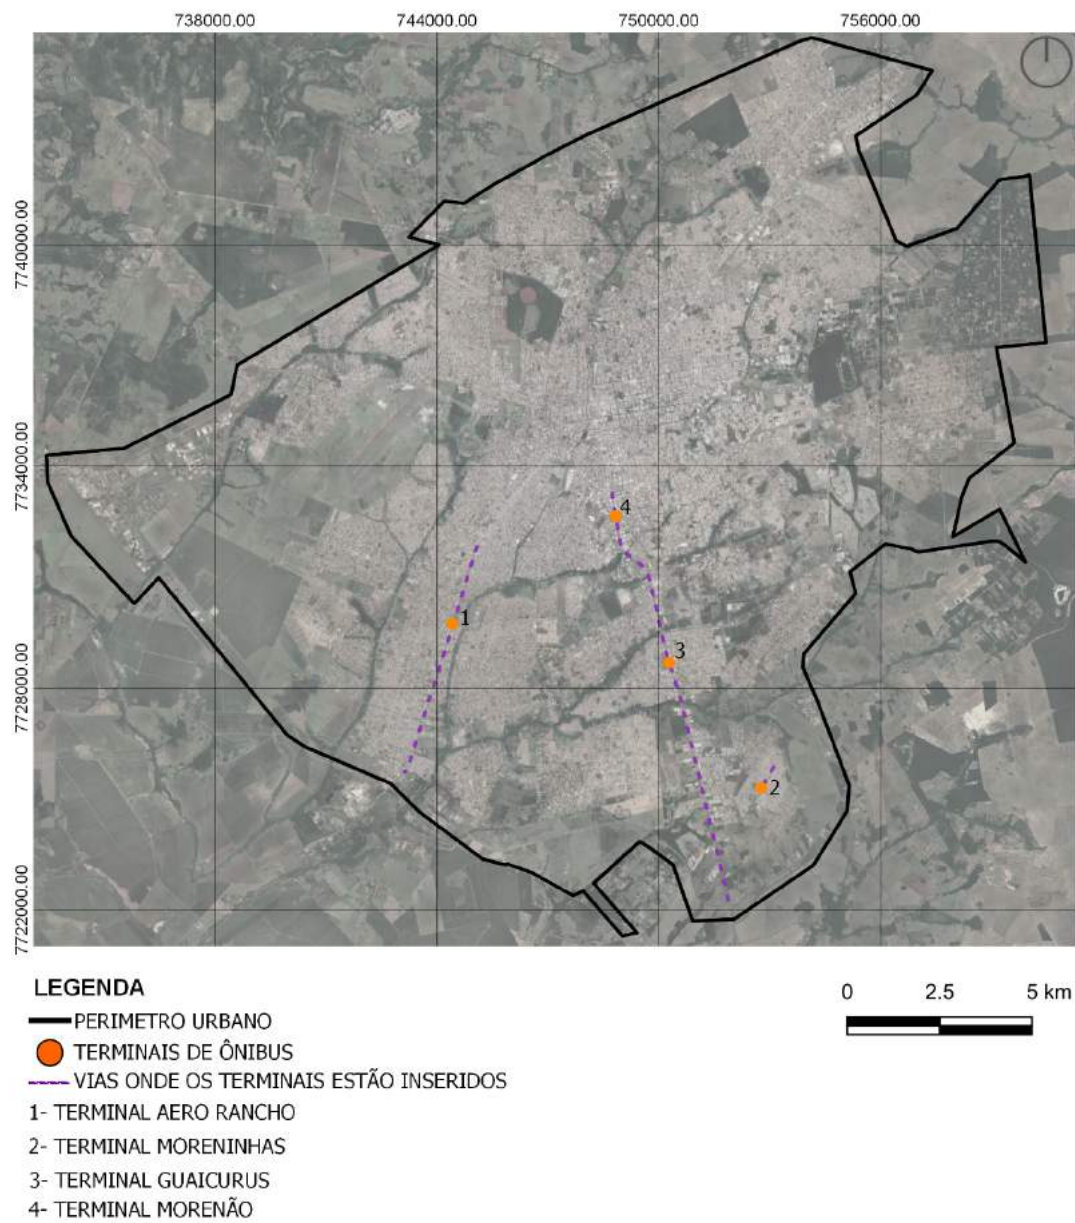 738000.00 744000.00 750000.00 756000.00
7740000.00
7734000.00
7728000.00
7722000.00
4
1
3
2
LEGENDA
PERIMETRO URBANO
TERMINAIS DE ÔNIBUS
VIAS ONDE OS TERMINAIS ESTÃO INSERIDOS
1- TERMINAL AERO RANCHO
2- TERMINAL MORENINHAS
3- TERMINAL GUAICURUS
4- TERMINAL MORENÃO
0 2.5 5 km